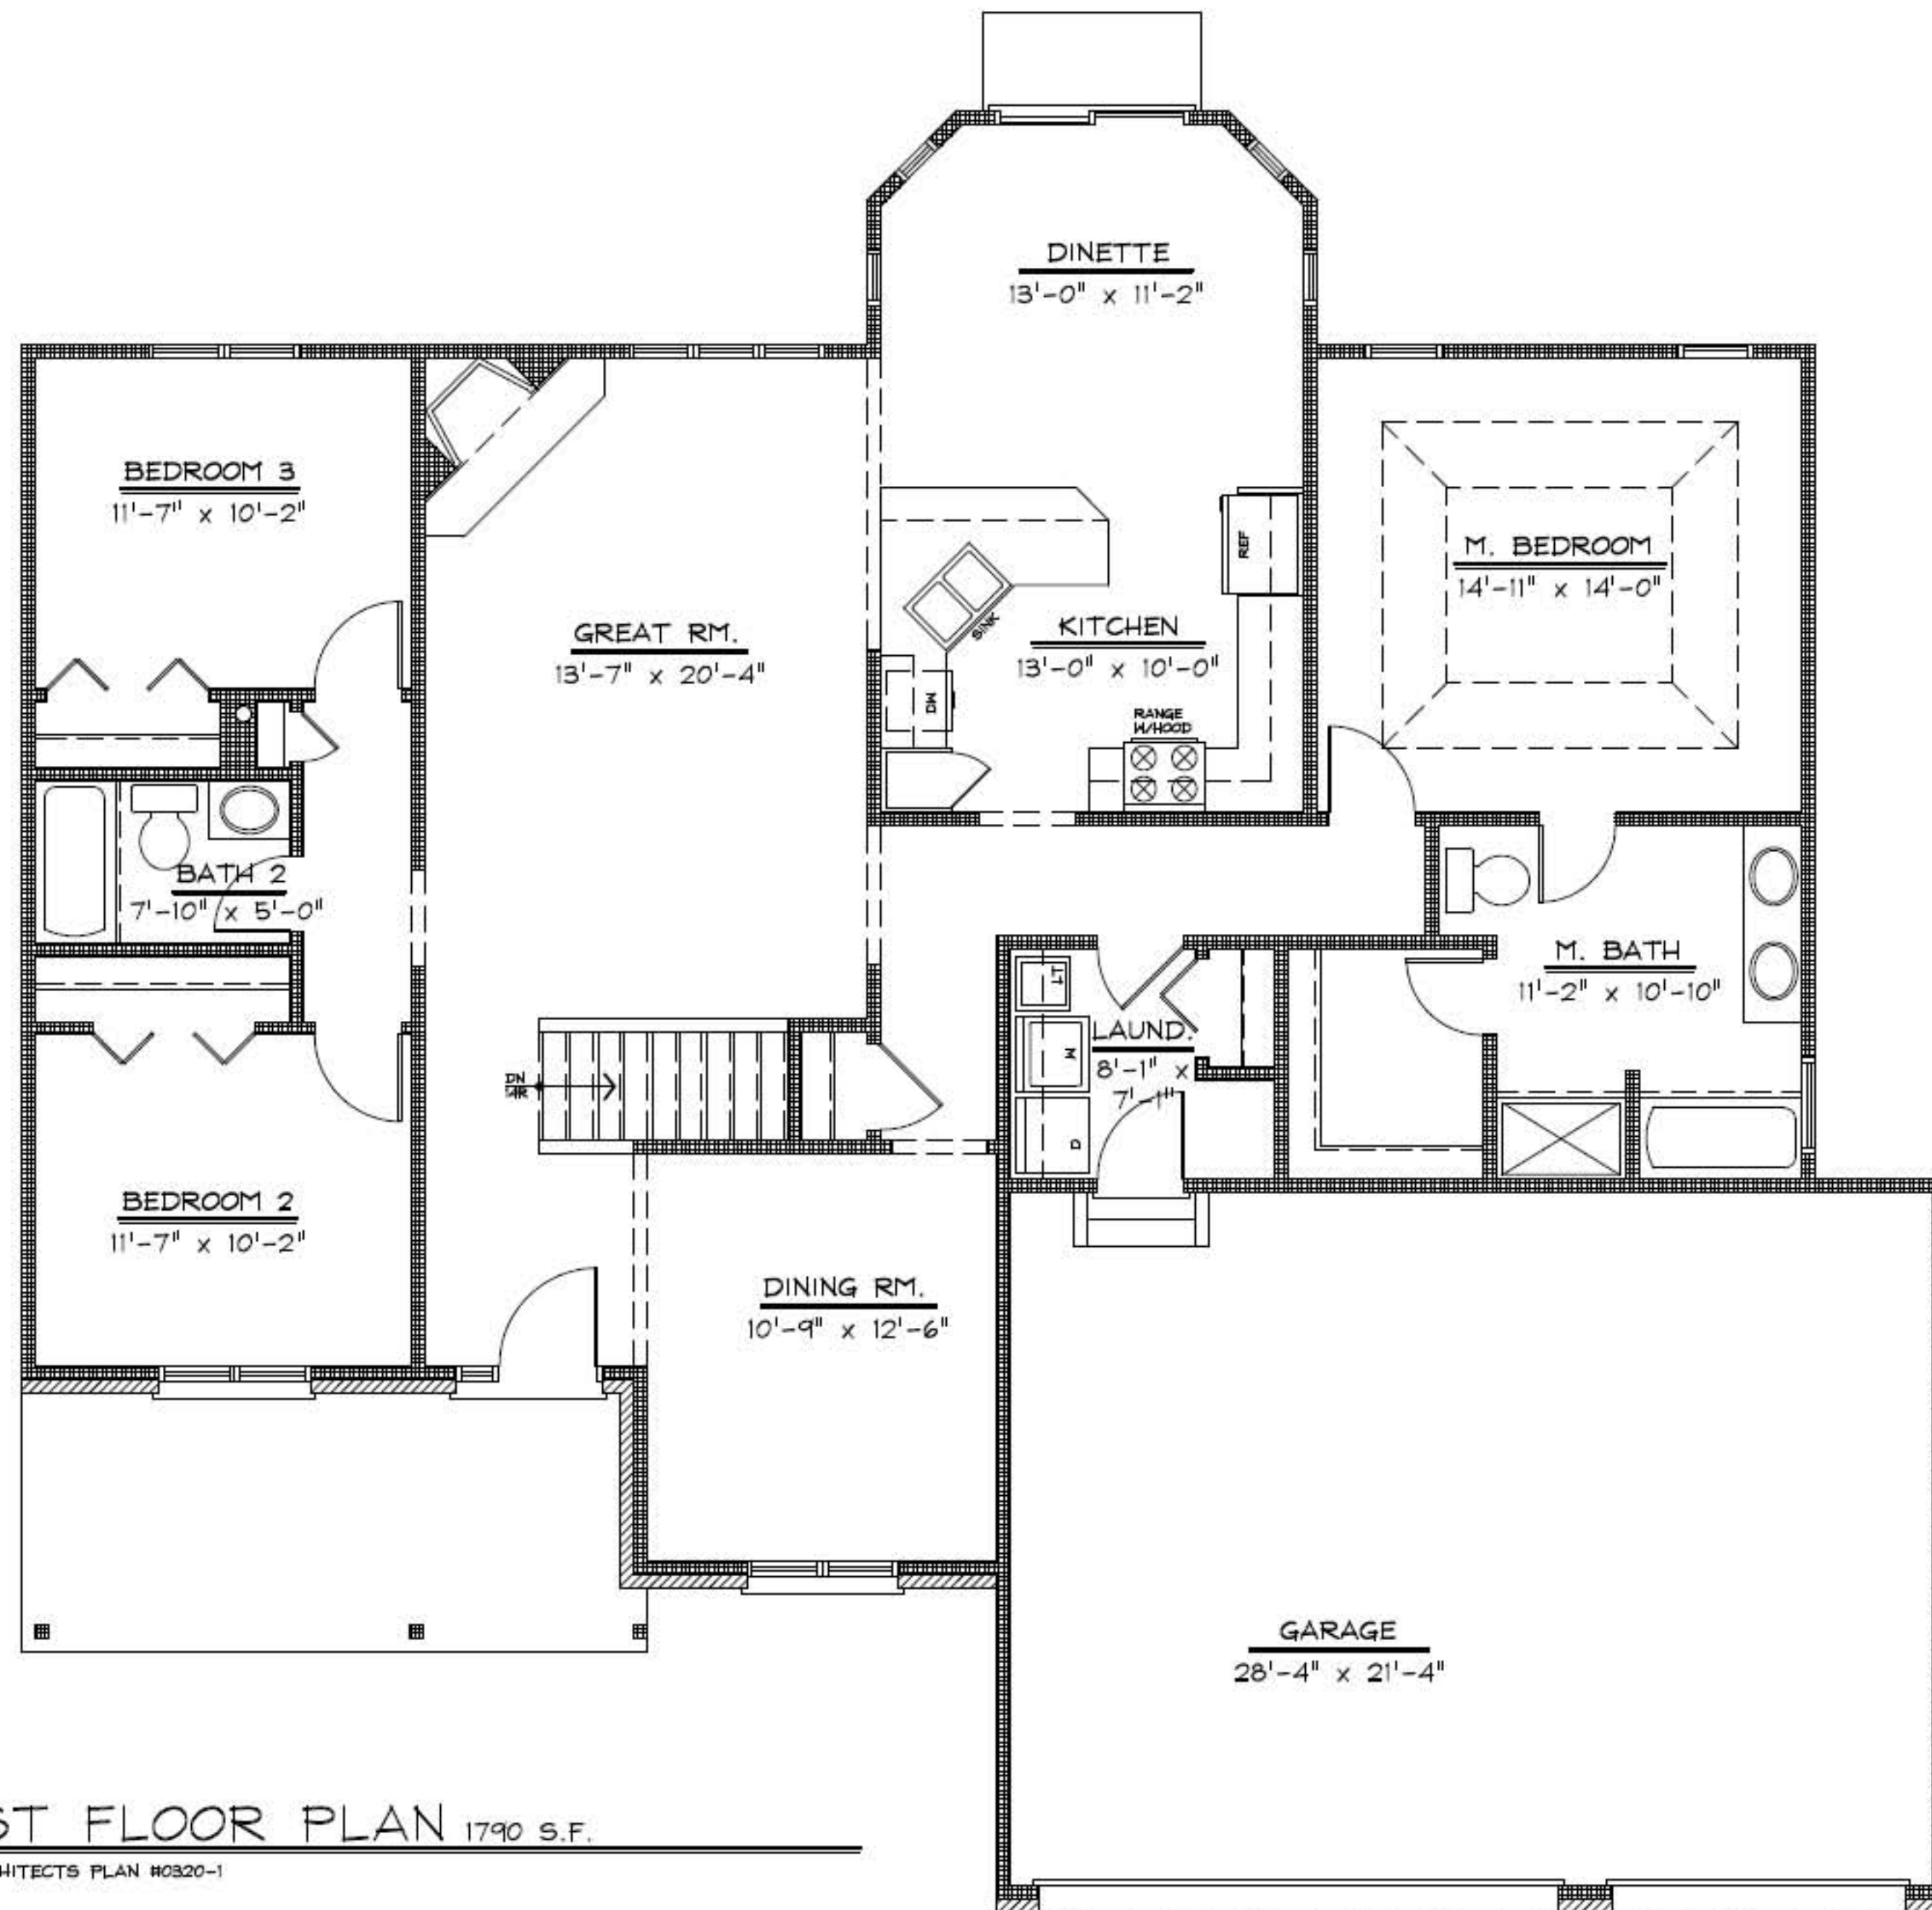 DINETTE
13'-0" x 11'-2"
BEDROOM 3
11'-7" x 10'-2"
GREAT RM.
13'-7" x 20'-4"
REF
SINK
KITCHEN
13'-0" x 10'-0"
RANGE
W/HOOD
M. BEDROOM
14'-11" x 14'-0"
BATH 2
7'-10" x 5'-0"
M. BATH
11'-2" x 10'-10"
LT
W
D
LAUND.
8'-1" x
7'-1"
DN
BEDROOM 2
11'-7" x 10'-2"
DINING RM.
10'-9" x 12'-6"
GARAGE
28'-4" x 21'-4"
ST FLOOR PLAN 1790 S.F.
HITECTS PLAN #0320-1